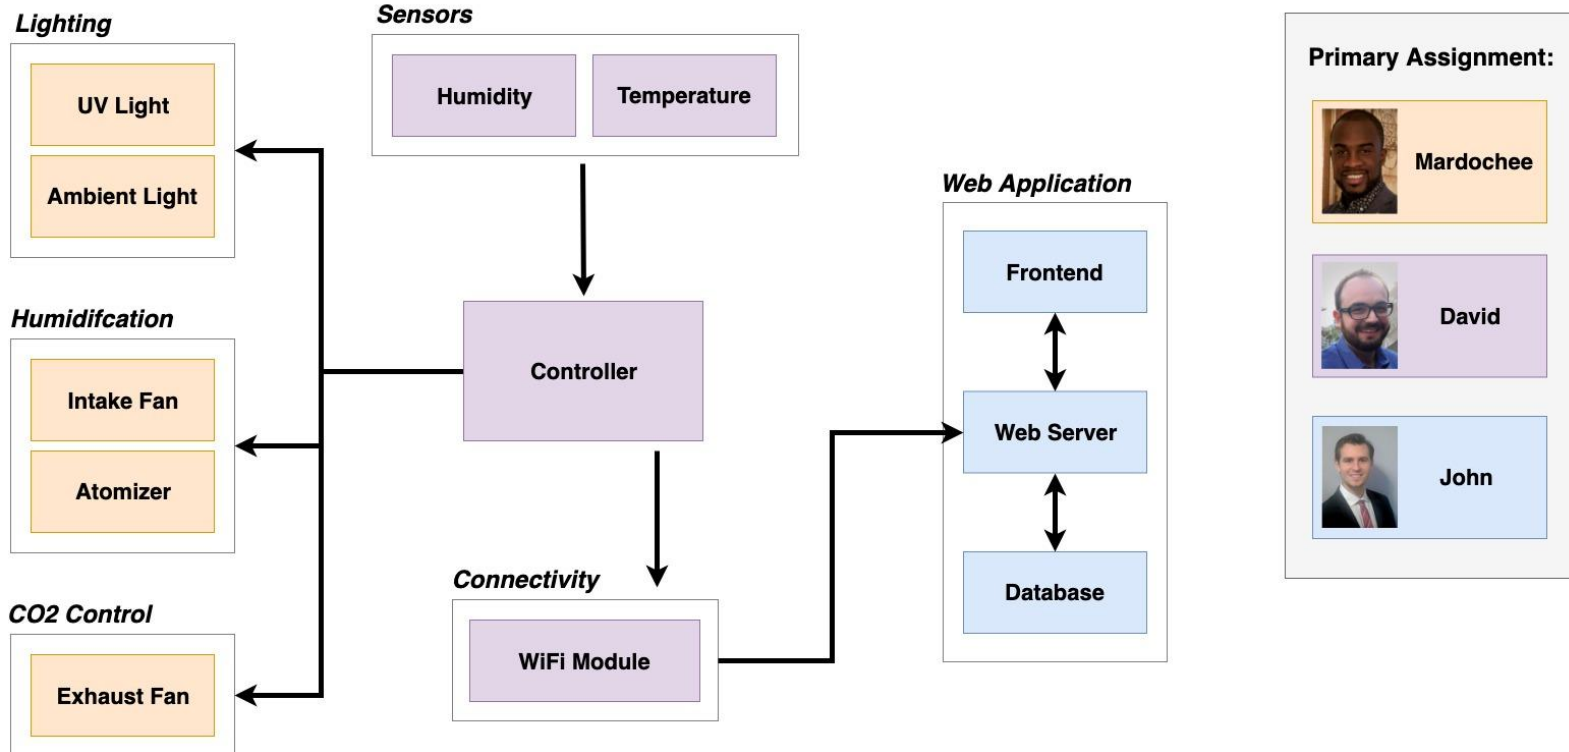 Lighting
UV Light
Ambient Light
Sensors
Humidity
Temperature
Humidifcation
Intake Fan
Atomizer
Controller
CO2 Control
Exhaust Fan
Connectivity
WiFi Module
Web Application
Frontend
Web Server
Database
Primary Assignment:
Mardochee
David
John